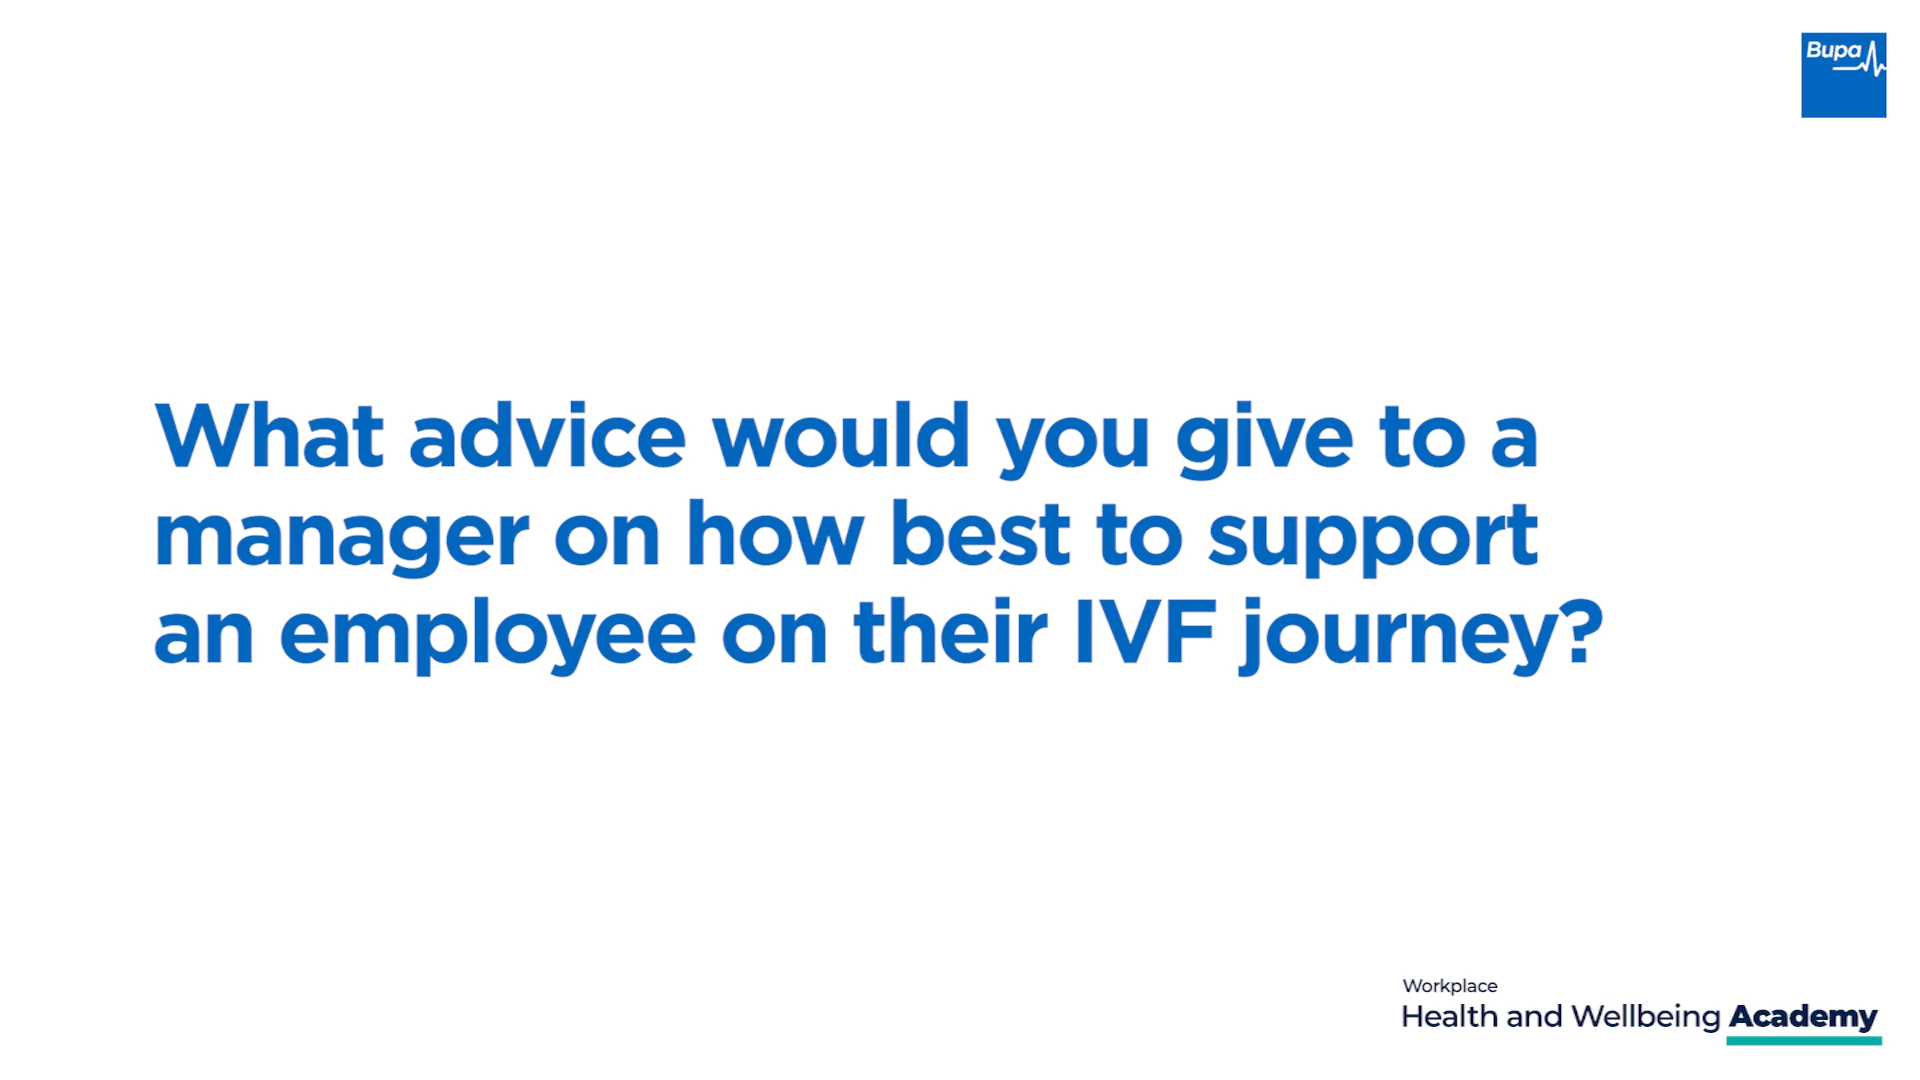 Bupa
What advice would you give to a
manager on how best to support
an employee on their IVF journey?
Workplace
Health and Wellbeing Academy